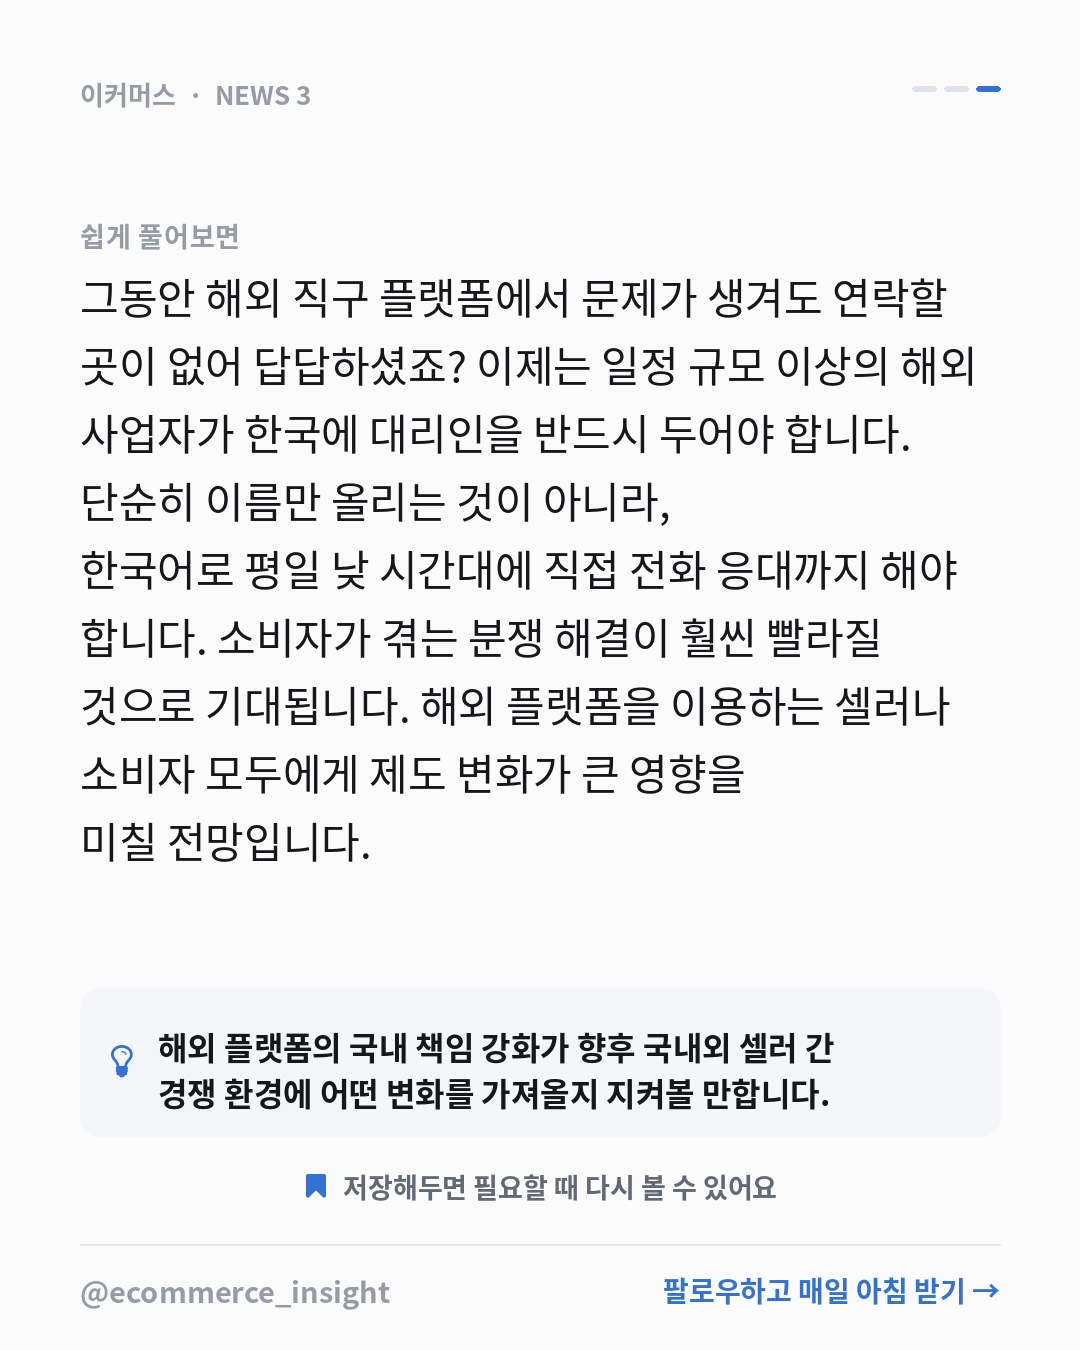 이커머스 · NEWS 3
쉽게 풀어보면
그동안 해외 직구 플랫폼에서 문제가 생겨도 연락할
곳이 없어 답답하셨죠? 이제는 일정 규모 이상의 해외
사업자가 한국에 대리인을 반드시 두어야 합니다.
단순히 이름만 올리는 것이 아니라,
한국어로 평일 낮 시간대에 직접 전화 응대까지 해야
합니다. 소비자가 겪는 분쟁 해결이 훨씬 빨라질
것으로 기대됩니다. 해외 플랫폼을 이용하는 셀러나
소비자 모두에게 제도 변화가 큰 영향을
미칠 전망입니다.
해외 플랫폼의 국내 책임 강화가 향후 국내외 셀러 간
경쟁 환경에 어떤 변화를 가져올지 지켜볼 만합니다.
저장해두면 필요할 때 다시 볼 수 있어요
@ecommerce_insight
팔로우하고 매일 아침 받기 →